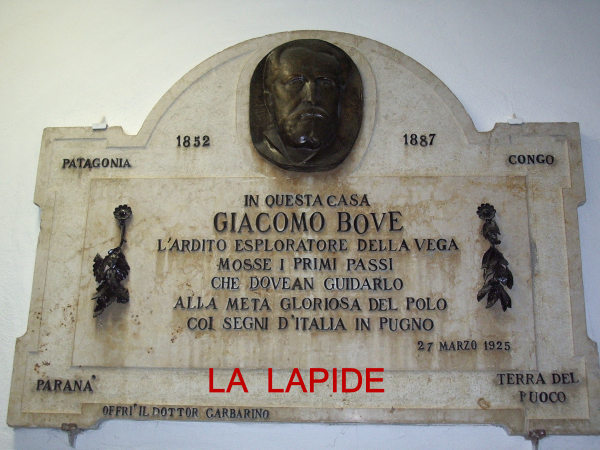 1852 1887
PATAGONIA CONGO
IN QUESTA CASA
GIACOMO BOVE
L'ARDITO ESPLORATORE DELLA VEGA
MOSSE I PRIMI PASSI
CHE DOVEAN GUIDARLO
ALLA META GLORIOSA DEL POLO
COI SEGNI D'ITALIA IN PUGNO
27 MARZO 1925
LA LAPIDE
PARANA' TERRA DEL
FUOCO
OFFRI' IL DOTTOR GARBARINO